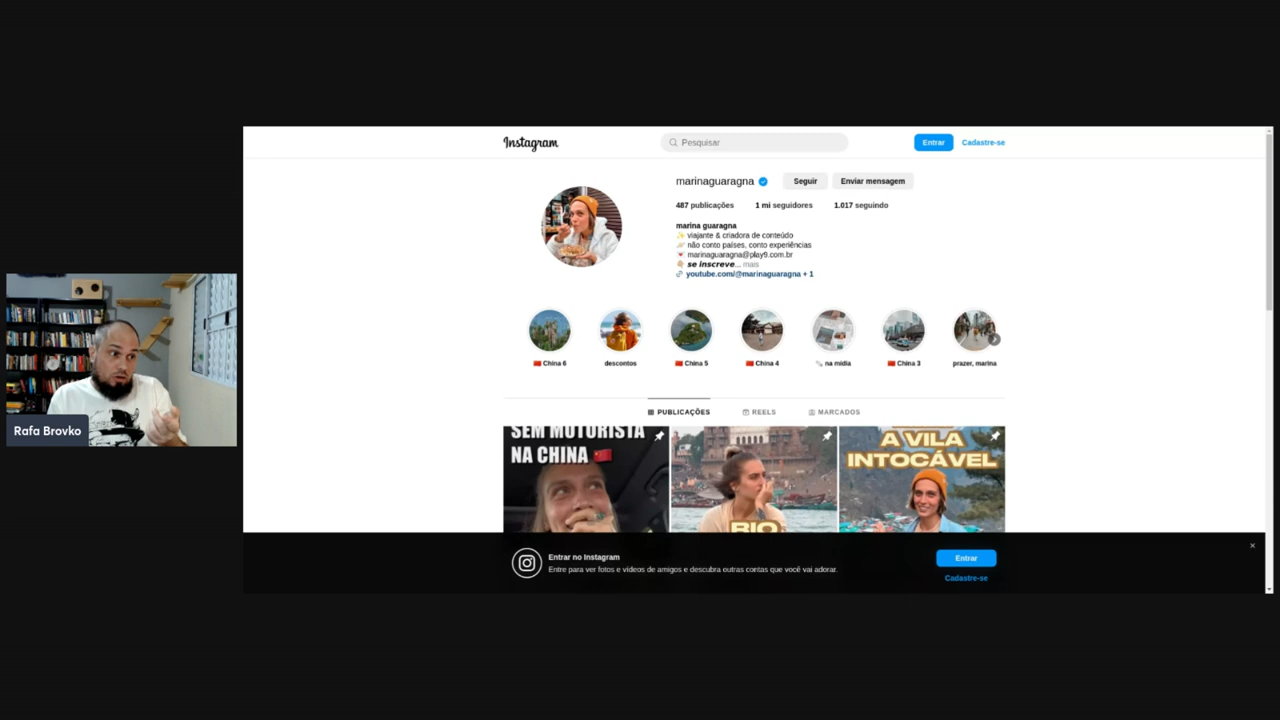 Instagram
Pesquisar
Entrar
Cadastre-se
marinaguaragna
Seguir
Enviar mensagem
487 publicações
1 mi seguidores
1.017 seguindo
marina guaragna
viajante & criadora de conteúdo
não conto países, conto experiências
marinaguaragna@play9.com.br
se inscreve... mais
youtube.com/@marinaguaragna + 1
China 6
descontos
China 5
China 4
na mídia
China 3
prazer, marina
PUBLICAÇÕES
REELS
MARCADOS
SEM MOTORISTA
NA CHINA
RIO
A VILA
INTOCÁVEL
Rafa Brovko
Entrar no Instagram
Entre para ver fotos e vídeos de amigos e descubra outras contas que você vai adorar.
Entrar
Cadastre-se